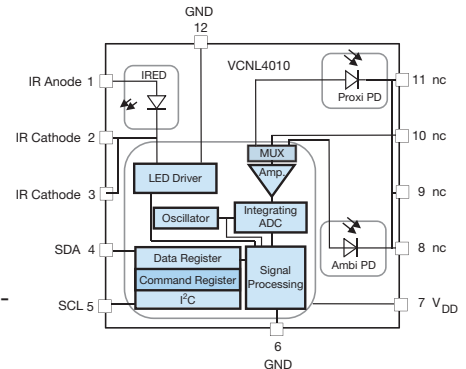 GND
12
VCNL4010
IR Anode 1
IRED
Proxi PD
11 nc
IR Cathode 2
10 nc
MUX
Amp.
LED Driver
IR Cathode 3
9 nc
Oscillator
Integrating
ADC
SDA 4
Data Register
Signal
Processing
Ambi PD
8 nc
Command Register
I²C
SCL 5
7 V_DD
6
GND